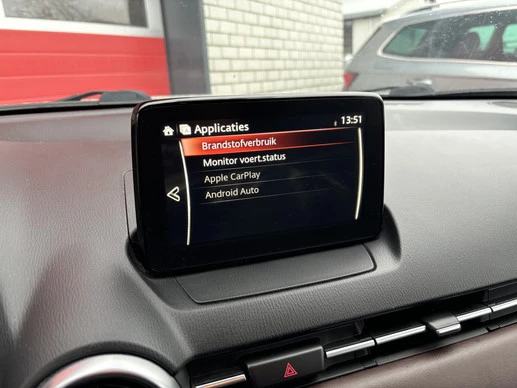 Applicaties 13:51
Brandstofverbruik
Monitor voert.status
Apple CarPlay
Android Auto